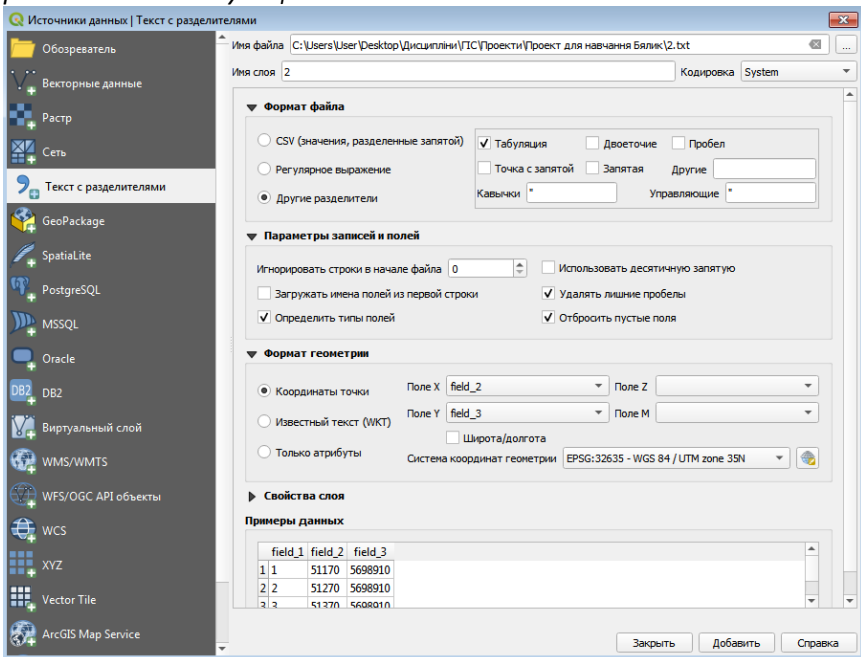 Источники данных | Текст с разделителями
Обозреватель
Векторные данные
Растр
Сеть
Текст с разделителями
GeoPackage
SpatiaLite
PostgreSQL
MSSQL
Oracle
DB2 DB2
Виртуальный слой
WMS/WMTS
WFS/OGC API объекты
WCS
XYZ
Vector Tile
ArcGIS Map Service
Имя файла C:\Users\User\Desktop\Дисципліни\ГІС\Проекти\Проект для навчання Бялик\2.txt ...
Имя слоя 2 Кодировка System
Формат файла
CSV (значения, разделенные запятой) Табуляция Двоеточие Пробел
Регулярное выражение Точка с запятой Запятая Другие
Другие разделители Кавычки " Управляющие "
Параметры записей и полей
Игнорировать строки в начале файла 0 Использовать десятичную запятую
Загружать имена полей из первой строки Удалять лишние пробелы
Определить типы полей Отбросить пустые поля
Формат геометрии
Координаты точки Поле X field_2 Поле Z
Известный текст (WKT) Поле Y field_3 Поле M
Широта/долгота
Только атрибуты Система координат геометрии EPSG:32635 - WGS 84 / UTM zone 35N
Свойства слоя
Примеры данных
field_1 field_2 field_3
1 1 51170 5698910
2 2 51270 5698910
3 3 51370 5698910
Закрыть Добавить Справка